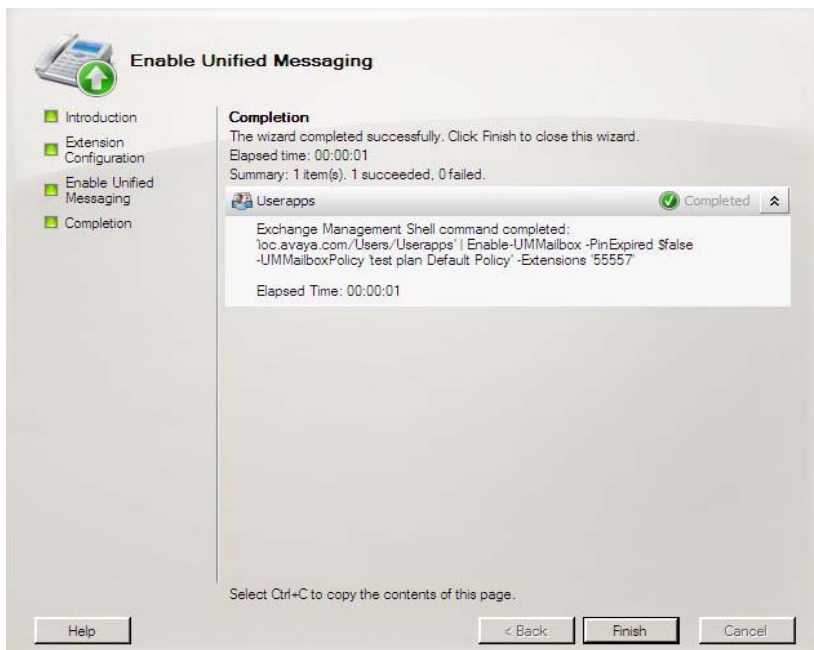 Enable Unified Messaging
Introduction
Extension
Configuration
Enable Unified
Messaging
Completion
Completion
The wizard completed successfully. Click Finish to close this wizard.
Elapsed time: 00:00:01
Summary: 1 item(s). 1 succeeded, 0 failed.
Userapps
Completed
Exchange Management Shell command completed:
'loc.avaya.com/Users/Userapps' | Enable-UMMailbox -PinExpired $false
-UMMailboxPolicy 'test plan Default Policy' -Extensions '55557'
Elapsed Time: 00:00:01
Select Ctrl+C to copy the contents of this page.
Help
< Back
Finish
Cancel